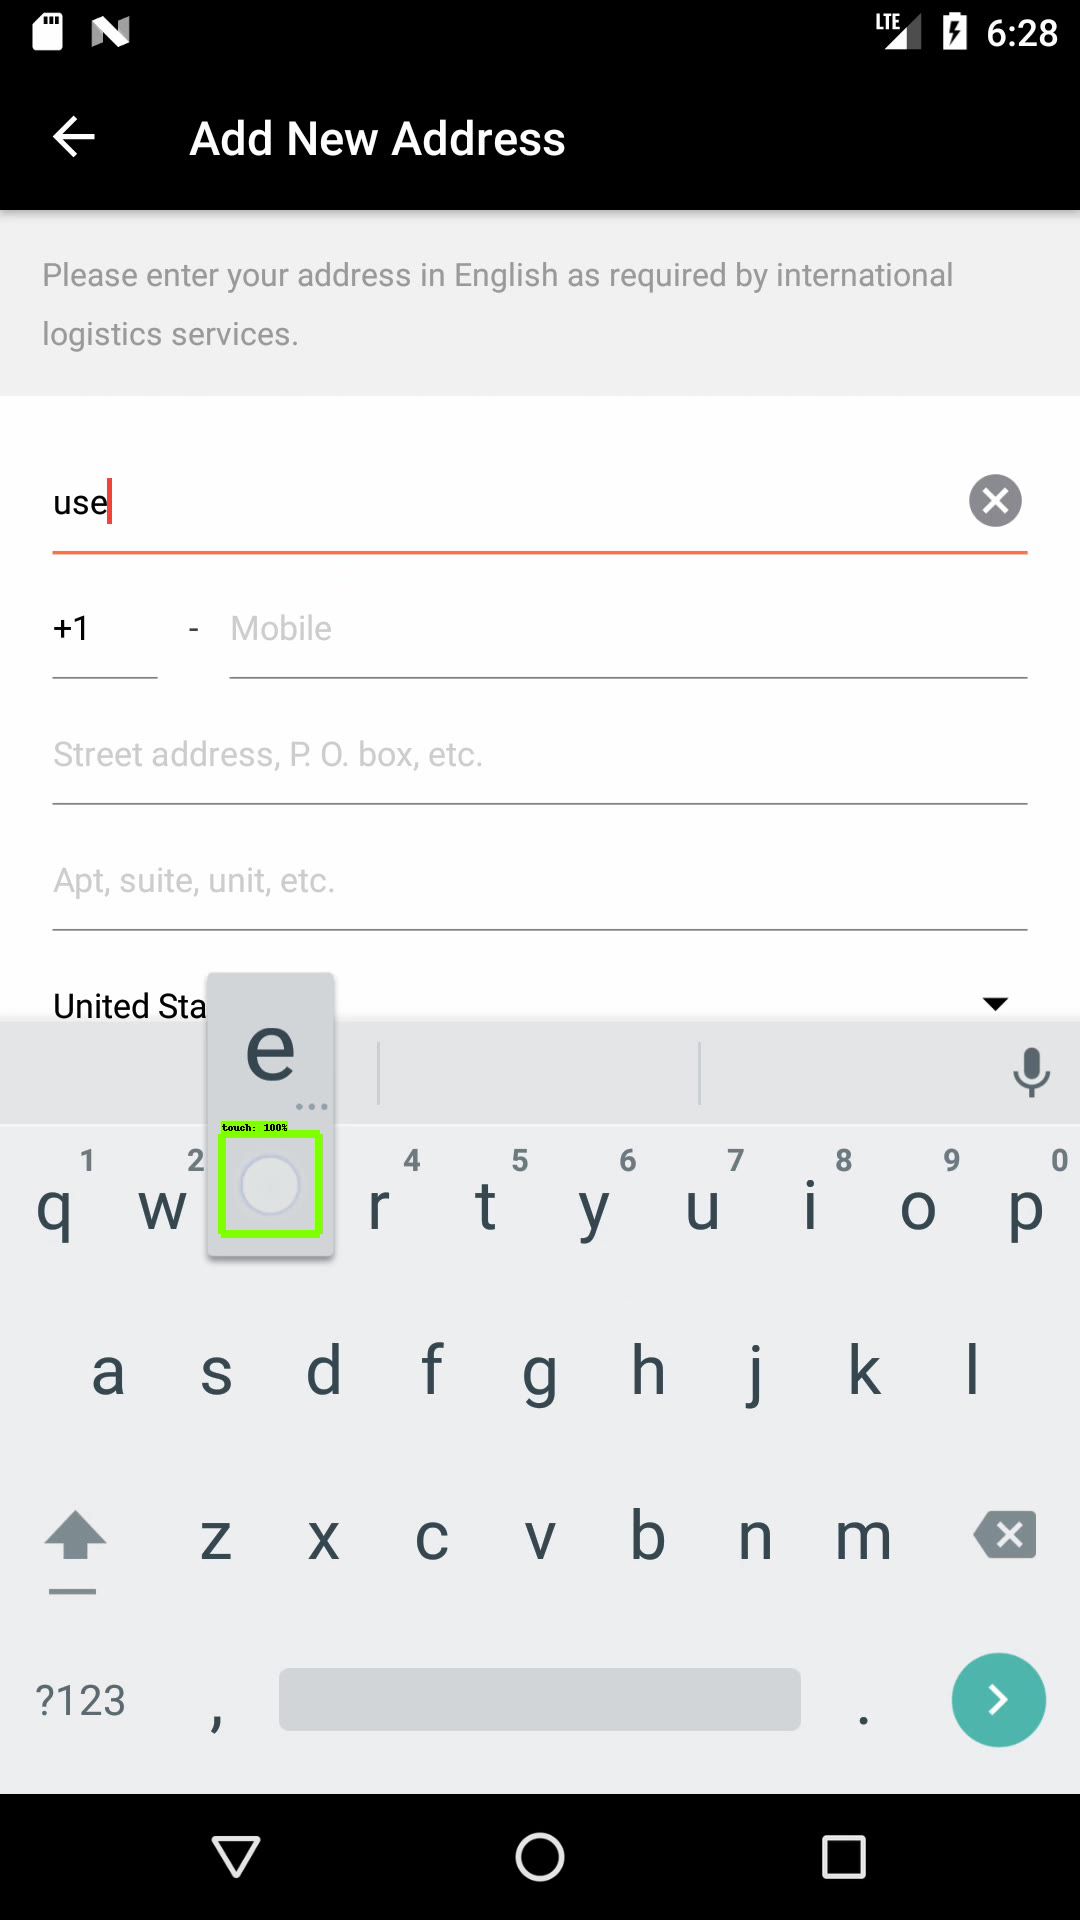 LTE 6:28
Add New Address
Please enter your address in English as required by international
logistics services.
use
+1 - Mobile
Street address, P. O. box, etc.
Apt, suite, unit, etc.
United Sta
e
touch: 100%
1 2 4 5 6 7 8 9 0
q w r t y u i o p
a s d f g h j k l
z x c v b n m
?123 , .